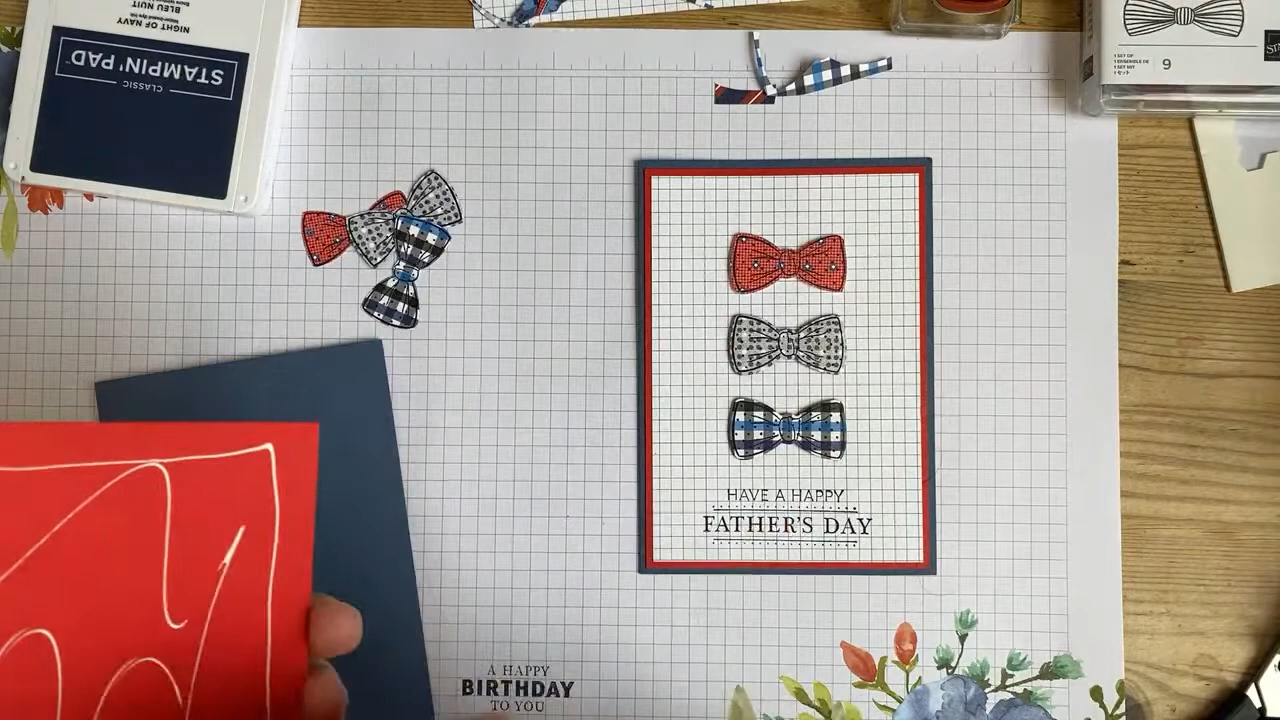 BLEU NUIT
NIGHT OF NAVY
STAMPIN' PAD
CLASSIC
9
HAVE A HAPPY
FATHER'S DAY
A HAPPY
BIRTHDAY
TO YOU